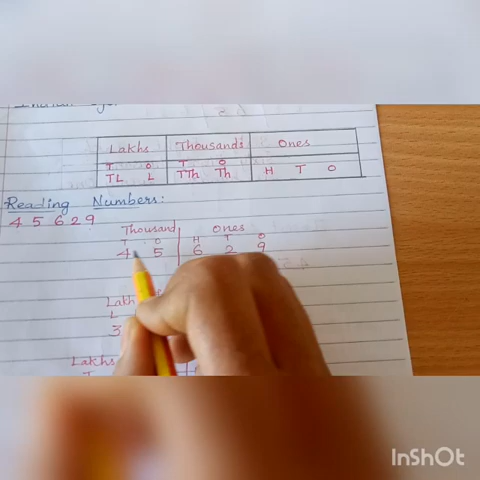 Lakhs Thousands Ones
T O T O
TL L TTh Th H T O
Reading Numbers:
4 5 6 2 9
Thousand Ones
T O H T O
4 5 6 2 9
Lakh
L
3
Lakhs
T
InShOt